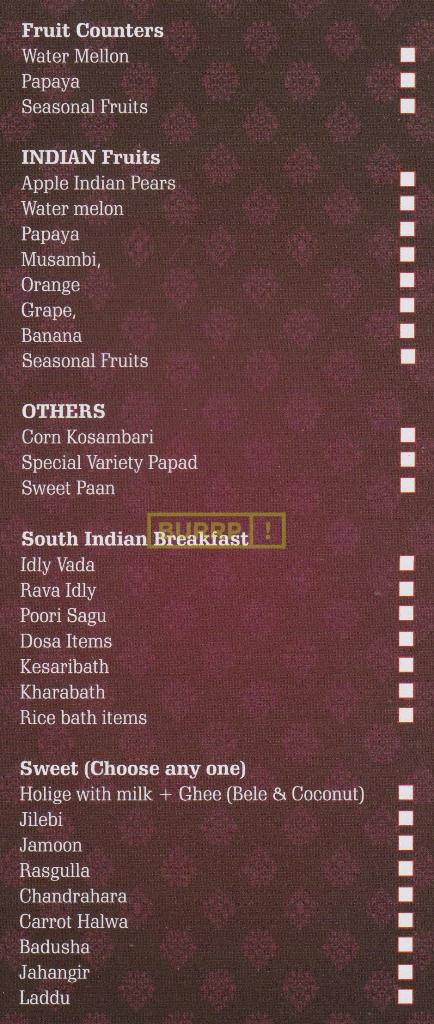 Fruit Counters
Water Mellon
Papaya
Seasonal Fruits
INDIAN Fruits
Apple Indian Pears
Water melon
Papaya
Musambi,
Orange
Grape,
Banana
Seasonal Fruits
OTHERS
Corn Kosambari
Special Variety Papad
Sweet Paan
BURRP!
South Indian Breakfast
Idly Vada
Rava Idly
Poori Sagu
Dosa Items
Kesaribath
Kharabath
Rice bath items
Sweet (Choose any one)
Holige with milk + Ghee (Bele & Coconut)
Jilebi
Jamoon
Rasgulla
Chandrahara
Carrot Halwa
Badusha
Jahangir
Laddu